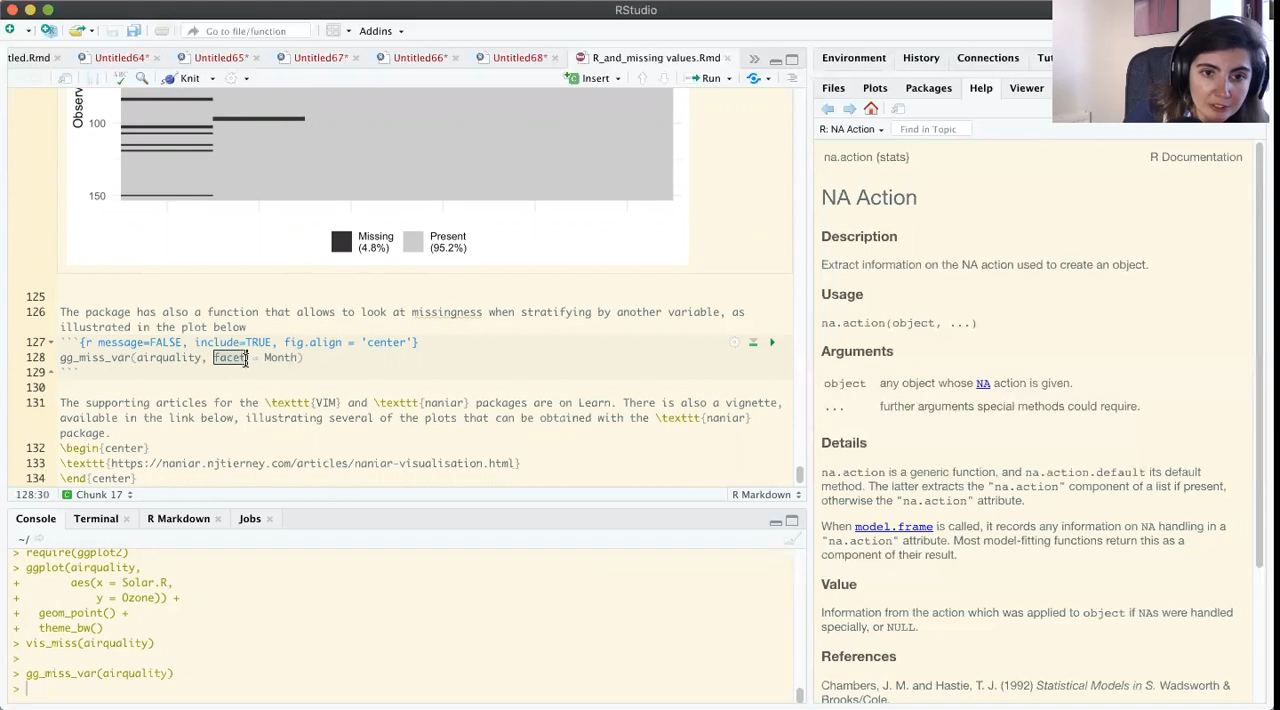 RStudio
Go to file/function
Addins
tled.Rmd
Untitled64*
Untitled65*
Untitled67*
Untitled66*
Untitled68*
R_and_missing values.Rmd
Knit
Insert
Run
100
150
Missing
(4.8%)
Present
(95.2%)
125
126 The package has also a function that allows to look at missingness when stratifying by another variable, as
illustrated in the plot below
127 ```{r message=FALSE, include=TRUE, fig.align = 'center'}
128 gg_miss_var(airquality, facet = Month)
129 ```
130
131 The supporting articles for the \texttt{VIM} and \texttt{naniar} packages are on Learn. There is also a vignette,
available in the link below, illustrating several of the plots that can be obtained with the \texttt{naniar}
package.
132 \begin{center}
133 \texttt{https://naniar.njtierney.com/articles/naniar-visualisation.html}
134 \end{center}
128:30 Chunk 17 R Markdown
Console Terminal R Markdown Jobs
~/
> require(ggplot2)
> ggplot(airquality,
+ aes(x = Solar.R,
+ y = Ozone)) +
+ geom_point() +
+ theme_bw()
> vis_miss(airquality)
>
> gg_miss_var(airquality)
>
Environment History Connections
Files Plots Packages Help Viewer
R: NA Action Find in Topic
na.action {stats} R Documentation
NA Action
Description
Extract information on the NA action used to create an object.
Usage
na.action(object, ...)
Arguments
object any object whose NA action is given.
... further arguments special methods could require.
Details
na.action is a generic function, and na.action.default its default
method. The latter extracts the "na.action" component of a list if present,
otherwise the "na.action" attribute.
When model.frame is called, it records any information on NA handling in a
"na.action" attribute. Most model-fitting functions return this as a
component of their result.
Value
Information from the action which was applied to object if NAs were handled
specially, or NULL.
References
Chambers, J. M. and Hastie, T. J. (1992) Statistical Models in S. Wadsworth &
Brooks/Cole.